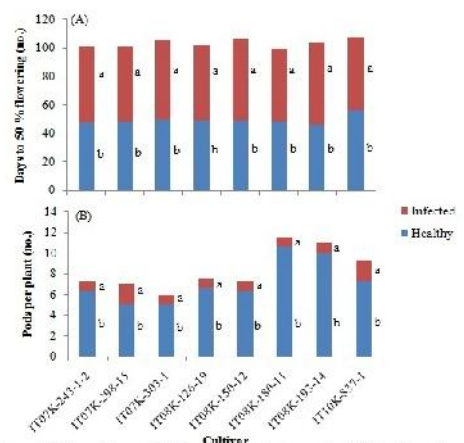 (A)
Days to 50 % flowering (no.)
120
100
80
60
40
20
0
a a a a a a a a
b b b b b b b b
Infected
Healthy
(B)
Pods per plant (no.)
14
12
10
8
6
4
2
0
a a a a a a a a
b b b b b b b b
IT07K-243-1-2
IT07K-298-15
IT07K-303-1
IT08K-126-19
IT08K-150-12
IT08K-180-11
IT08K-193-14
IT10K-837-1
Cultivar